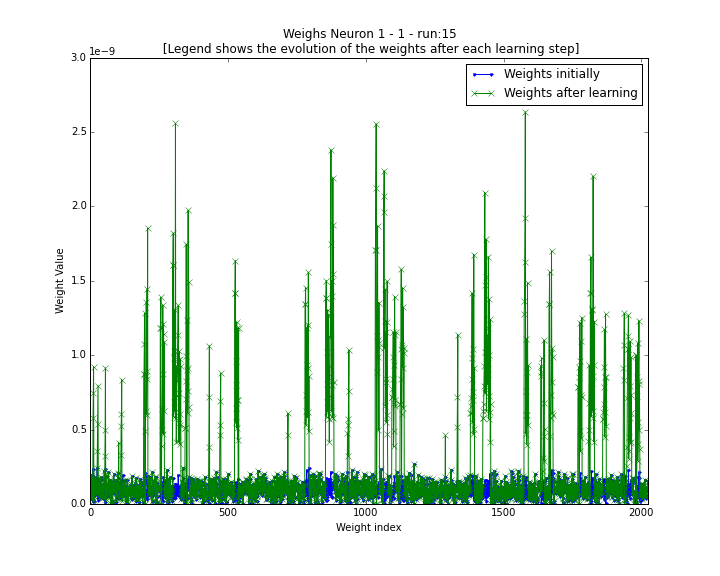 Weighs Neuron 1 - 1 - run:15
[Legend shows the evolution of the weights after each learning step]
1e−9
Weights initially
Weights after learning
3.0
2.5
2.0
1.5
1.0
0.5
0.0
Weight Value
0 500 1000 1500 2000
Weight index